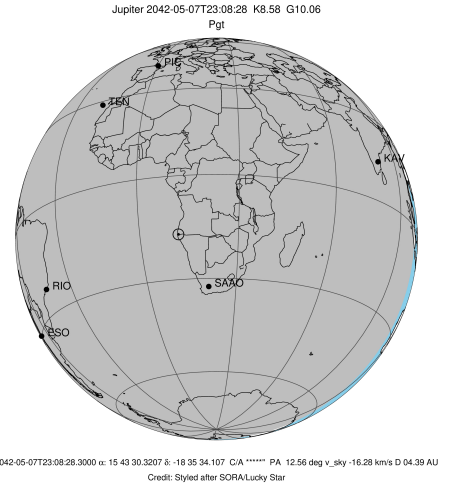 Jupiter 2042-05-07T23:08:28 K8.58 G10.06
Pgt
PIC
TEN
KAV
RIO
SAAO
ESO
042-05-07T23:08:28.3000 α: 15 43 30.3207 δ: -18 35 34.107 C/A *****" PA 12.56 deg v_sky -16.28 km/s D 04.39 AU
Credit: Styled after SORA/Lucky Star